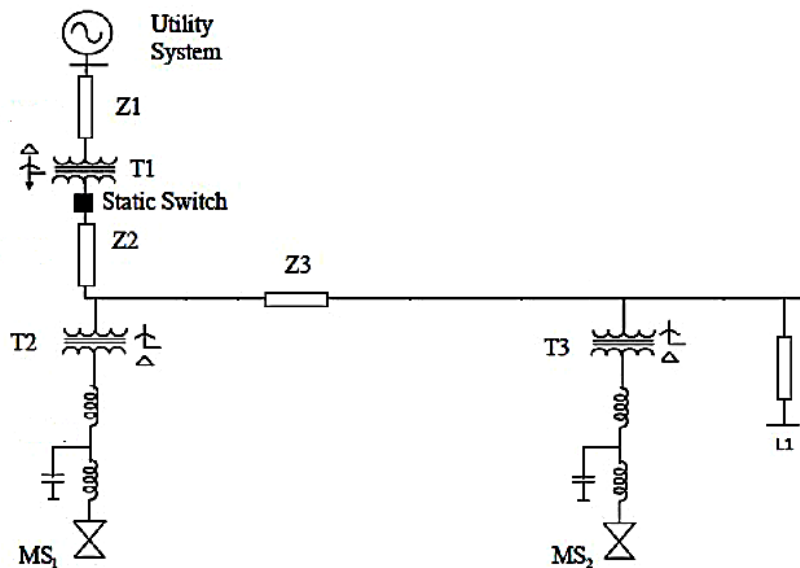 Utility
System
Z1
T1
Static Switch
Z2
Z3
T2
T3
L1
MS₁
MS₂